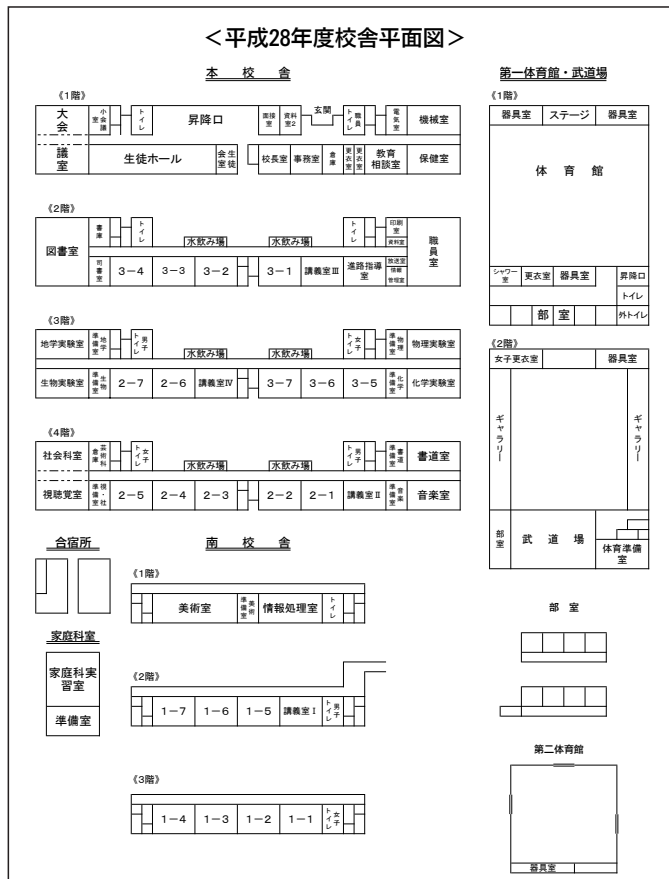 <平成28年度校舎平面図>
本校舎
《1階》
大会議室
小会議室
トイレ
昇降口
面接室
資料室2
玄関
トイレ
職員
電気室
機械室
生徒ホール
生徒会室
校長室
事務室
倉庫
更衣室
更衣室
教育相談室
保健室
《2階》
図書室
書庫
トイレ
水飲み場
水飲み場
トイレ
印刷室
資料室
職員室
司書室
3-4
3-3
3-2
3-1
講義室Ⅲ
進路指導室
放送室
情報管理室
《3階》
地学実験室
地学準備室
男子トイレ
水飲み場
水飲み場
女子トイレ
物理準備室
物理実験室
生物実験室
生物準備室
2-7
2-6
講義室Ⅳ
3-7
3-6
3-5
化学準備室
化学実験室
《4階》
社会科室
芸術科倉庫
女子トイレ
水飲み場
水飲み場
男子トイレ
書道準備室
書道室
視聴覚室
視・社準備室
2-5
2-4
2-3
2-2
2-1
講義室Ⅱ
音楽準備室
音楽室
第一体育館・武道場
《1階》
器具室
ステージ
器具室
体育館
シャワー室
更衣室
器具室
昇降口
トイレ
部室
外トイレ
《2階》
女子更衣室
器具室
ギャラリー
ギャラリー
部室
武道場
体育準備室
合宿所
家庭科室
家庭科実習室
準備室
南校舎
《1階》
美術室
美術準備室
情報処理室
トイレ
《2階》
1-7
1-6
1-5
講義室Ⅰ
男子トイレ
《3階》
1-4
1-3
1-2
1-1
女子トイレ
部室
第二体育館
器具室